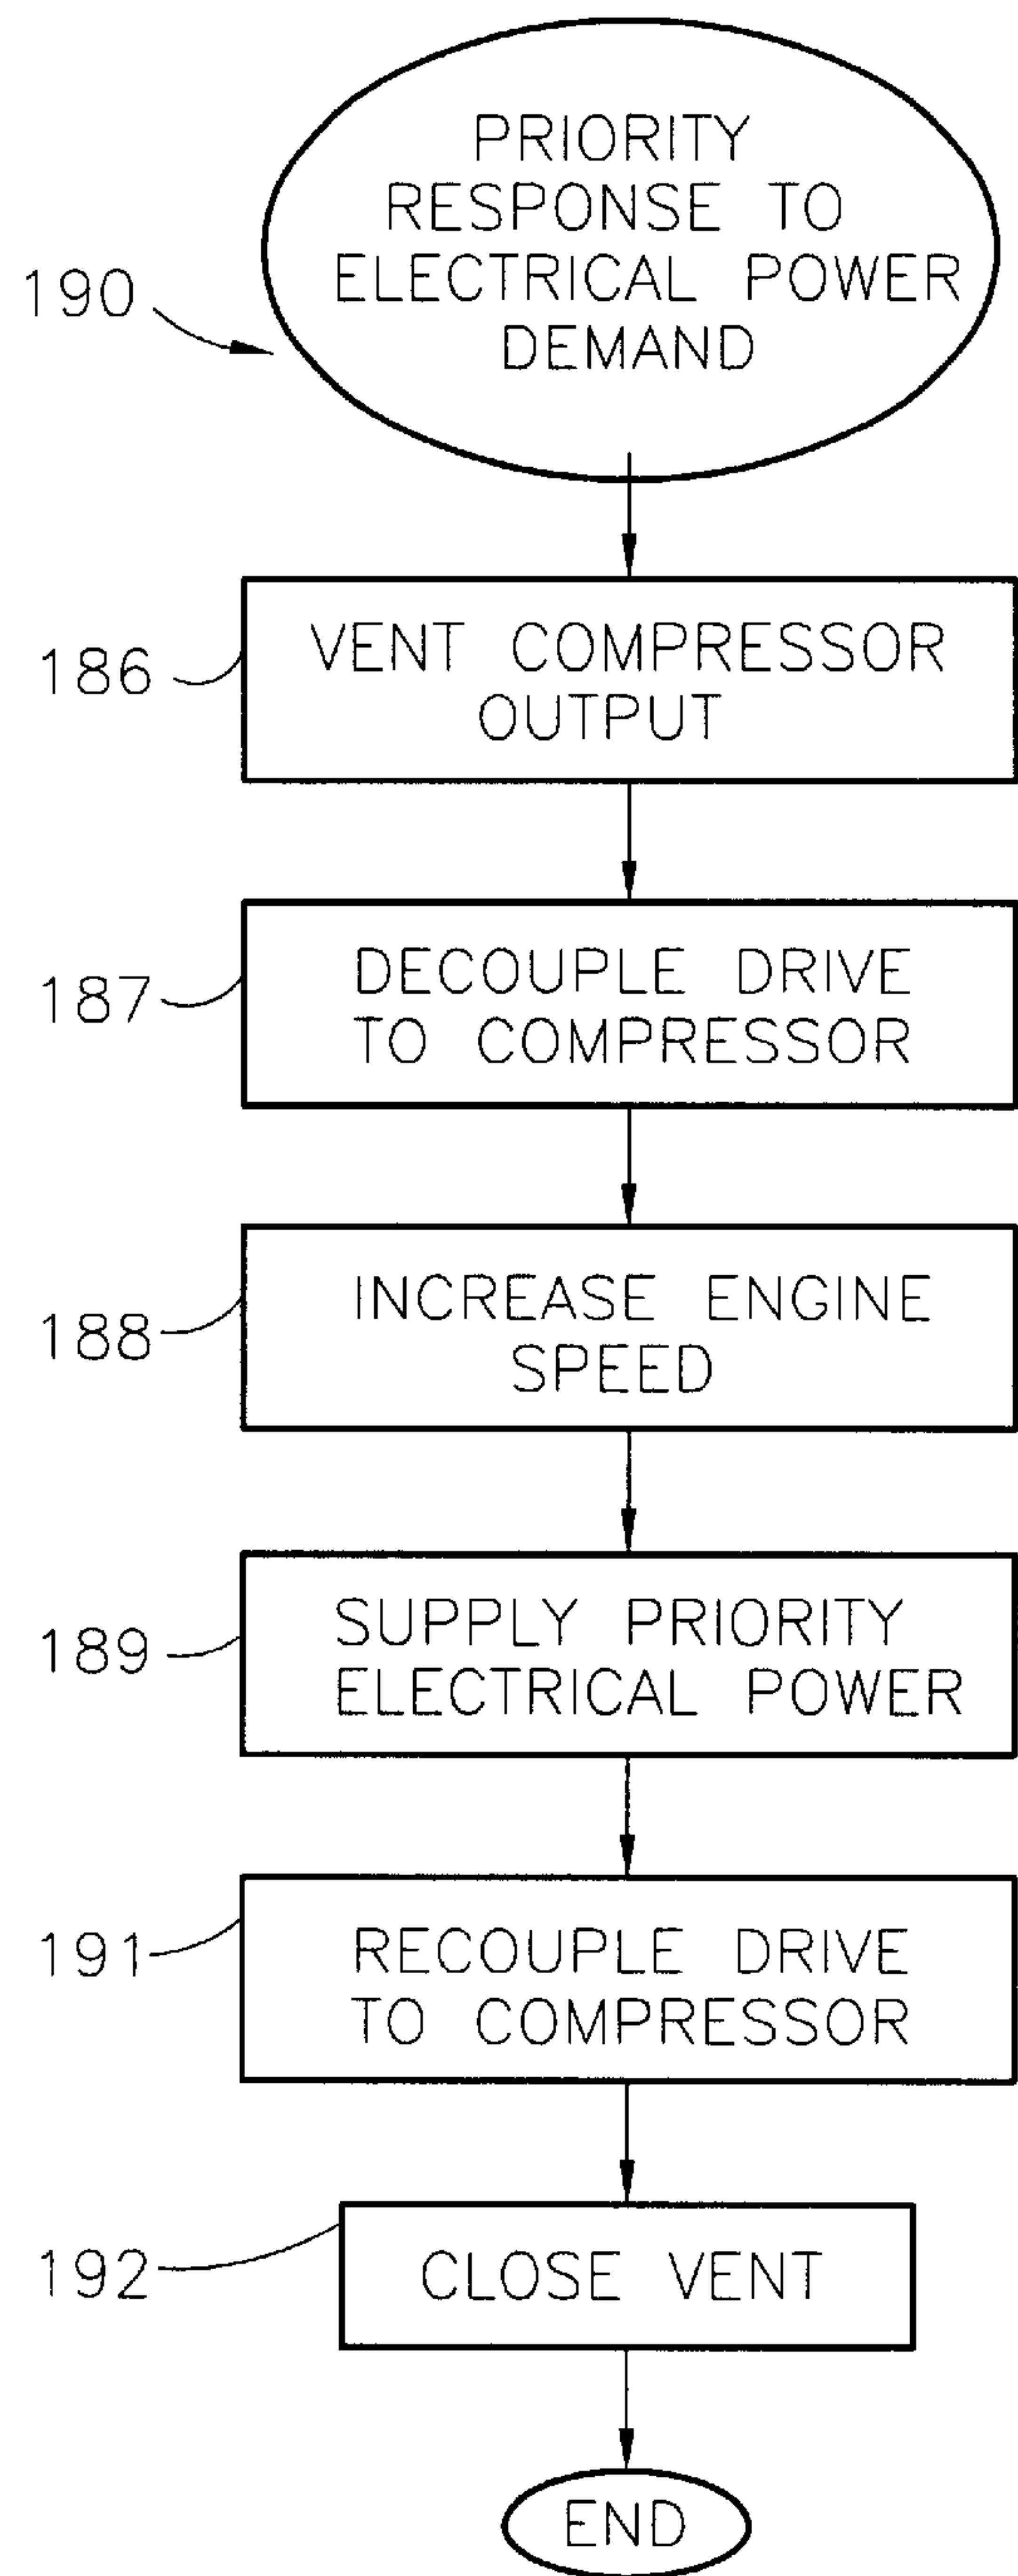 PRIORITY
RESPONSE TO
ELECTRICAL POWER
DEMAND
190
186
VENT COMPRESSOR
OUTPUT
187
DECOUPLE DRIVE
TO COMPRESSOR
188
INCREASE ENGINE
SPEED
189
SUPPLY PRIORITY
ELECTRICAL POWER
191
RECOUPLE DRIVE
TO COMPRESSOR
192
CLOSE VENT
END